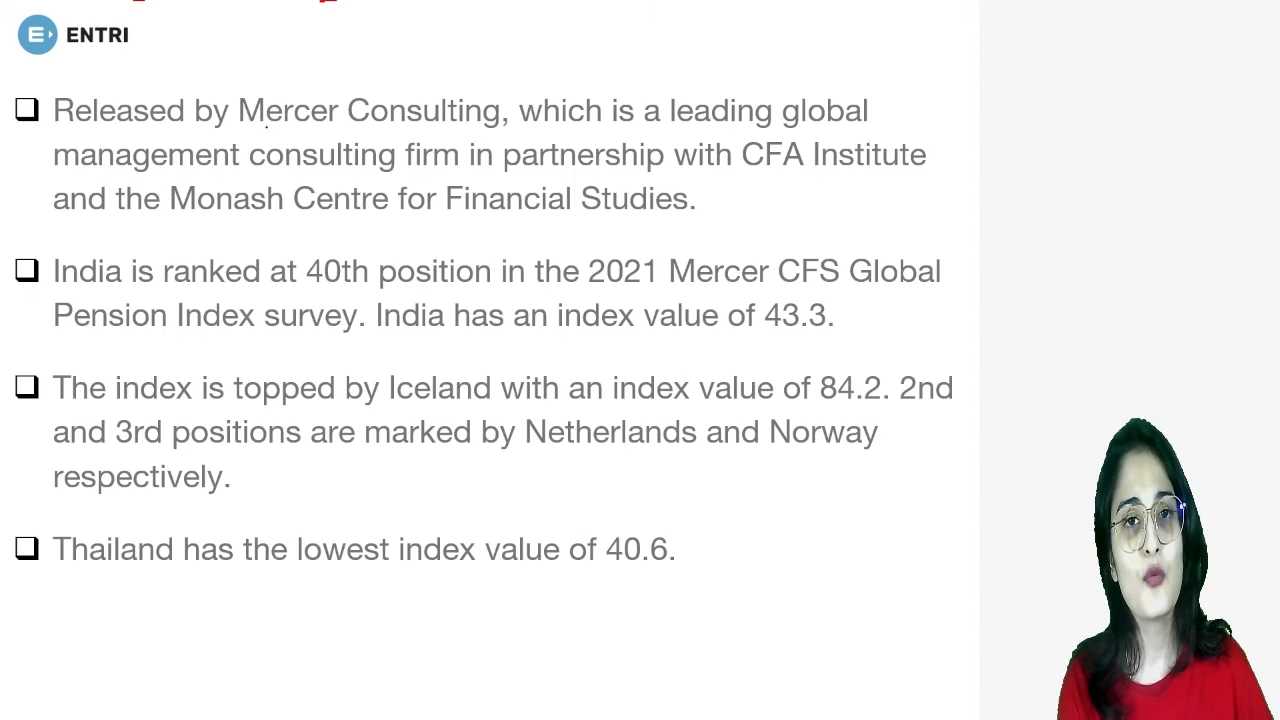 ENTRI
Released by Mercer Consulting, which is a leading global
management consulting firm in partnership with CFA Institute
and the Monash Centre for Financial Studies.
India is ranked at 40th position in the 2021 Mercer CFS Global
Pension Index survey. India has an index value of 43.3.
The index is topped by Iceland with an index value of 84.2. 2nd
and 3rd positions are marked by Netherlands and Norway
respectively.
Thailand has the lowest index value of 40.6.